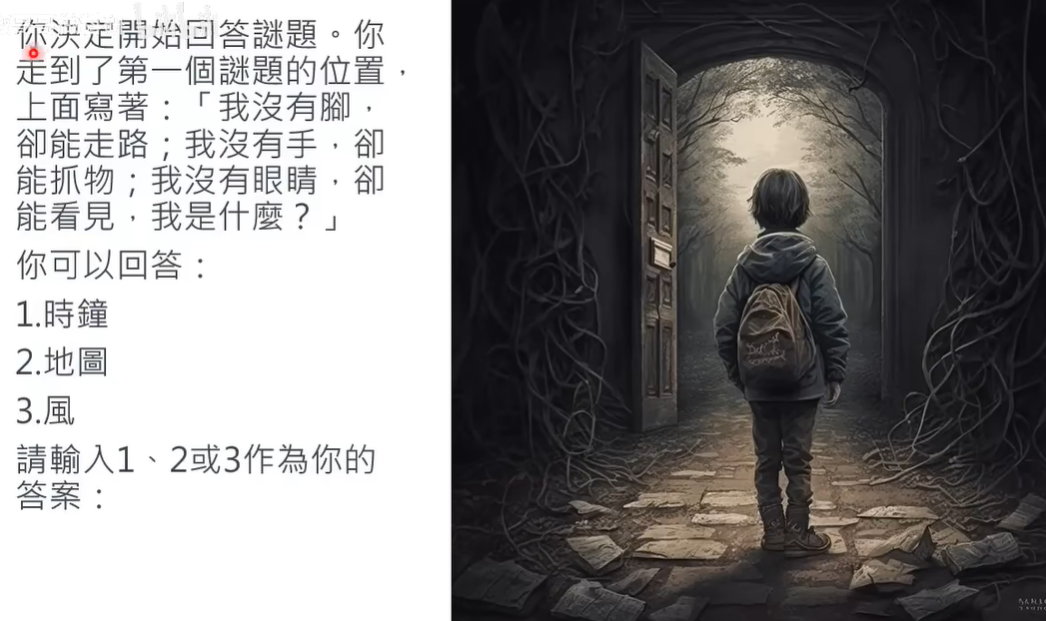 你決定開始回答謎題。你
走到了第一個謎題的位置，
上面寫著：「我沒有腳，
卻能走路；我沒有手，卻
能抓物；我沒有眼睛，卻
能看見，我是什麼？」
你可以回答：
1.時鐘
2.地圖
3.風
請輸入1、2或3作為你的
答案：